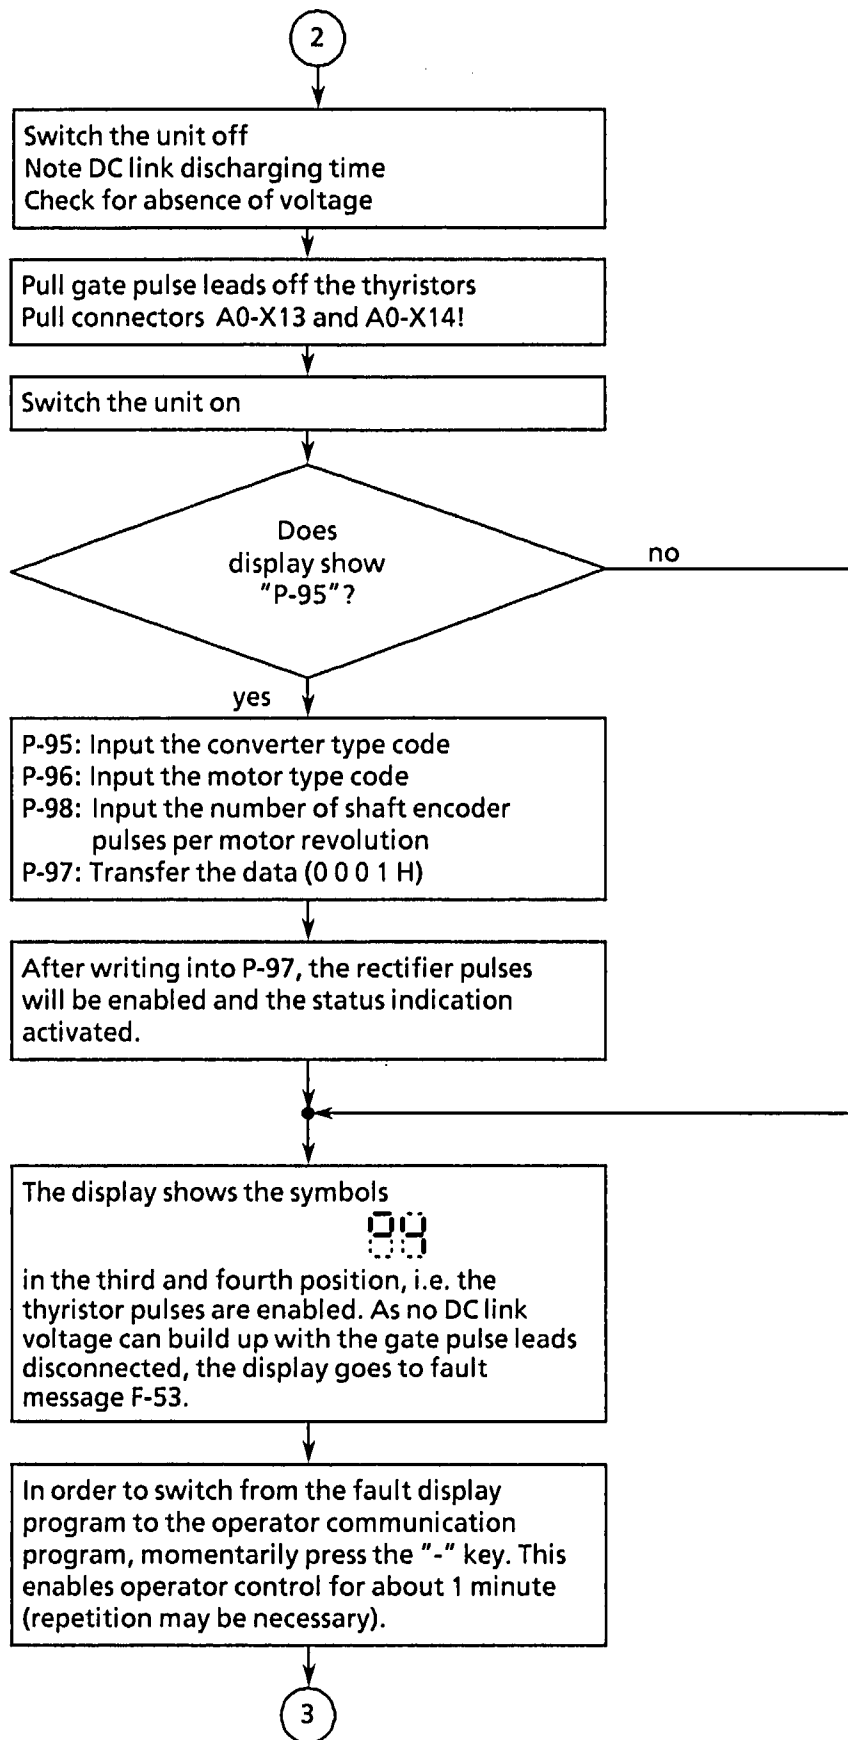 2
Switch the unit off
Note DC link discharging time
Check for absence of voltage
Pull gate pulse leads off the thyristors
Pull connectors A0-X13 and A0-X14!
Switch the unit on
Does
display show
"P-95"?
no
yes
P-95: Input the converter type code
P-96: Input the motor type code
P-98: Input the number of shaft encoder
pulses per motor revolution
P-97: Transfer the data (0 0 0 1 H)
After writing into P-97, the rectifier pulses
will be enabled and the status indication
activated.
The display shows the symbols
in the third and fourth position, i.e. the
thyristor pulses are enabled. As no DC link
voltage can build up with the gate pulse leads
disconnected, the display goes to fault
message F-53.
In order to switch from the fault display
program to the operator communication
program, momentarily press the "-" key. This
enables operator control for about 1 minute
(repetition may be necessary).
3